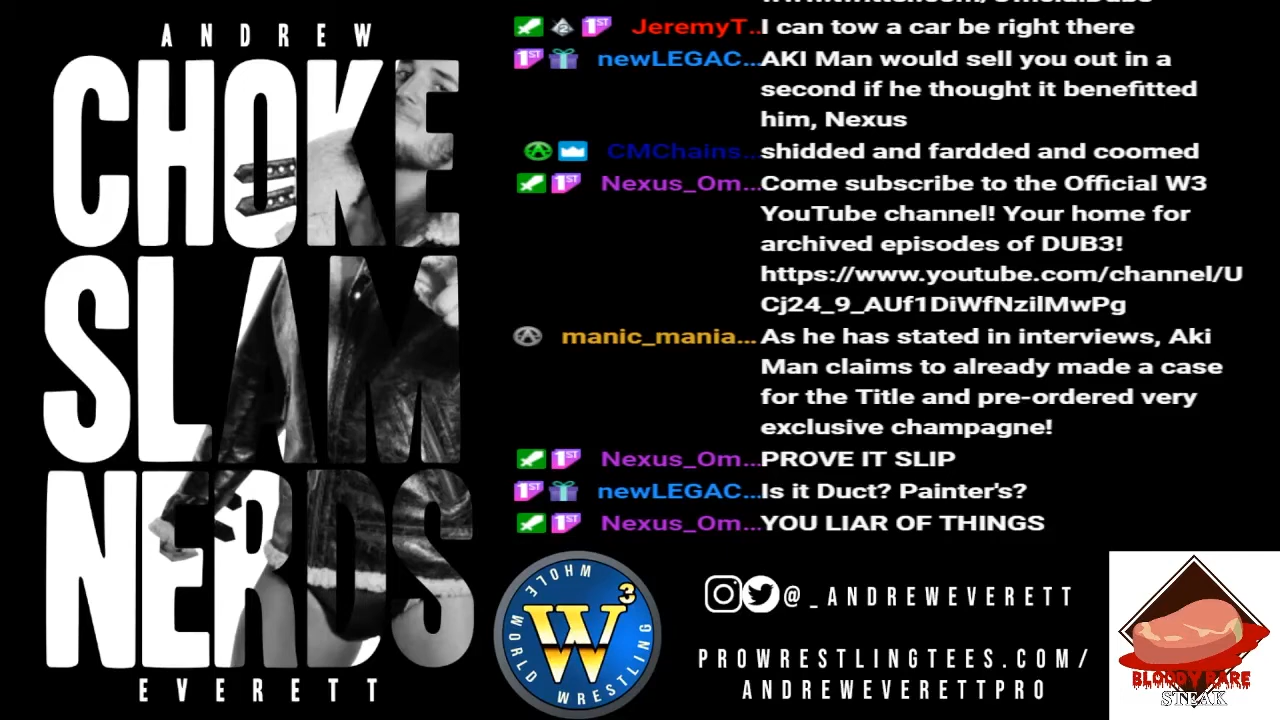 ANDREW
CHOKE
SLAM
NERDS
EVERETT
JeremyT.. I can tow a car be right there
newLEGAC... AKI Man would sell you out in a
second if he thought it benefitted
him, Nexus
CMChains... shidded and fardded and coomed
Nexus_Om... Come subscribe to the Official W3
YouTube channel! Your home for
archived episodes of DUB3!
https://www.youtube.com/channel/U
Cj24_9_AUf1DiWfNzilMwPg
manic_mania... As he has stated in interviews, Aki
Man claims to already made a case
for the Title and pre-ordered very
exclusive champagne!
Nexus_Om... PROVE IT SLIP
newLEGAC... Is it Duct? Painter's?
Nexus_Om... YOU LIAR OF THINGS
WHOLE
W3
WORLD WRESTLING
@_ANDREWEVERETT
PROWRESTLINGTEES.COM/
ANDREWEVERETTPRO
BLOODY RARE
STEAK